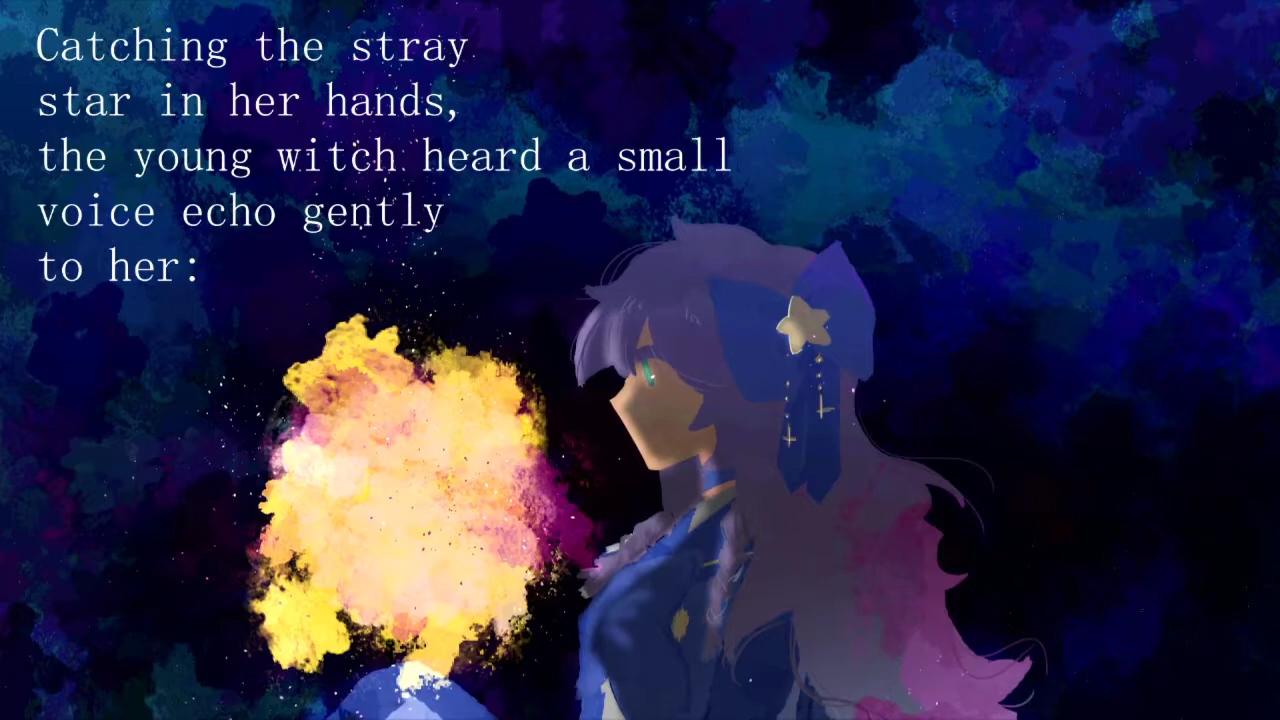 Catching the stray
star in her hands,
the young witch heard a small
voice echo gently
to her: